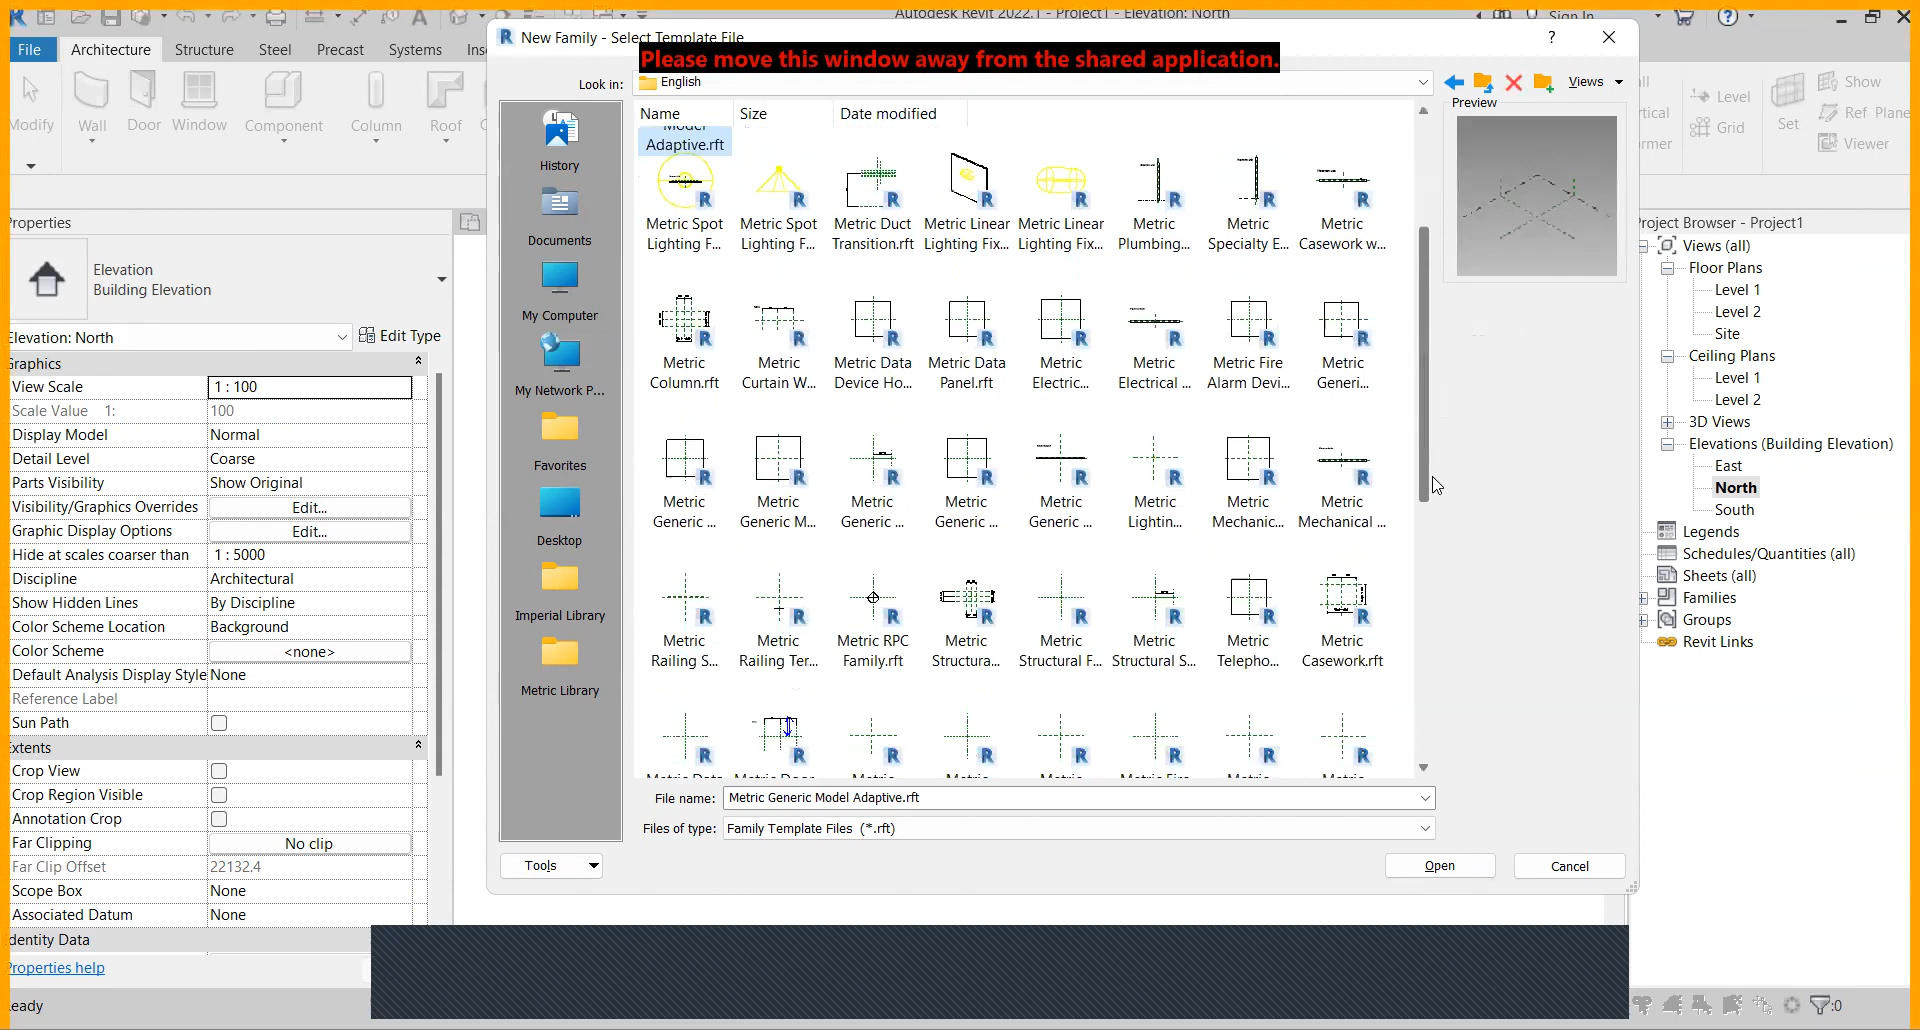 Autodesk Revit 2022.1 - Project1 - Elevation: North
Sign In
File Architecture Structure Steel Precast Systems
Modify Wall Door Window Component Column Roof
Level
Grid
Set
Show
Ref Plane
Viewer
New Family - Select Template File
Please move this window away from the shared application.
Look in: English
Views
Preview
Name Size Date modified
History
Documents
My Computer
My Network P...
Favorites
Desktop
Imperial Library
Metric Library
Model
Adaptive.rft
Metric Spot Metric Spot Metric Duct Metric Linear Metric Linear Metric Metric Metric
Lighting F... Lighting F... Transition.rft Lighting Fix... Lighting Fix... Plumbing... Specialty E... Casework w...
Metric Metric Metric Data Metric Data Metric Metric Metric Fire Metric
Column.rft Curtain W... Device Ho... Panel.rft Electric... Electrical ... Alarm Devi... Generi...
Metric Metric Metric Metric Metric Metric Metric Metric
Generic ... Generic M... Generic ... Generic ... Generic ... Lightin... Mechanic... Mechanical ...
Metric Metric Metric RPC Metric Metric Metric Metric Metric
Railing S... Railing Ter... Family.rft Structura... Structural F... Structural S... Telepho... Casework.rft
File name: Metric Generic Model Adaptive.rft
Files of type: Family Template Files (*.rft)
Tools Open Cancel
Properties
Elevation
Building Elevation
Elevation: North Edit Type
Graphics
View Scale 1 : 100
Scale Value 1: 100
Display Model Normal
Detail Level Coarse
Parts Visibility Show Original
Visibility/Graphics Overrides Edit...
Graphic Display Options Edit...
Hide at scales coarser than 1 : 5000
Discipline Architectural
Show Hidden Lines By Discipline
Color Scheme Location Background
Color Scheme <none>
Default Analysis Display Style None
Reference Label
Sun Path
Extents
Crop View
Crop Region Visible
Annotation Crop
Far Clipping No clip
Far Clip Offset 22132.4
Scope Box None
Associated Datum None
Identity Data
Properties help
Project Browser - Project1
Views (all)
Floor Plans
Level 1
Level 2
Site
Ceiling Plans
Level 1
Level 2
3D Views
Elevations (Building Elevation)
East
North
South
Legends
Schedules/Quantities (all)
Sheets (all)
Families
Groups
Revit Links
:0